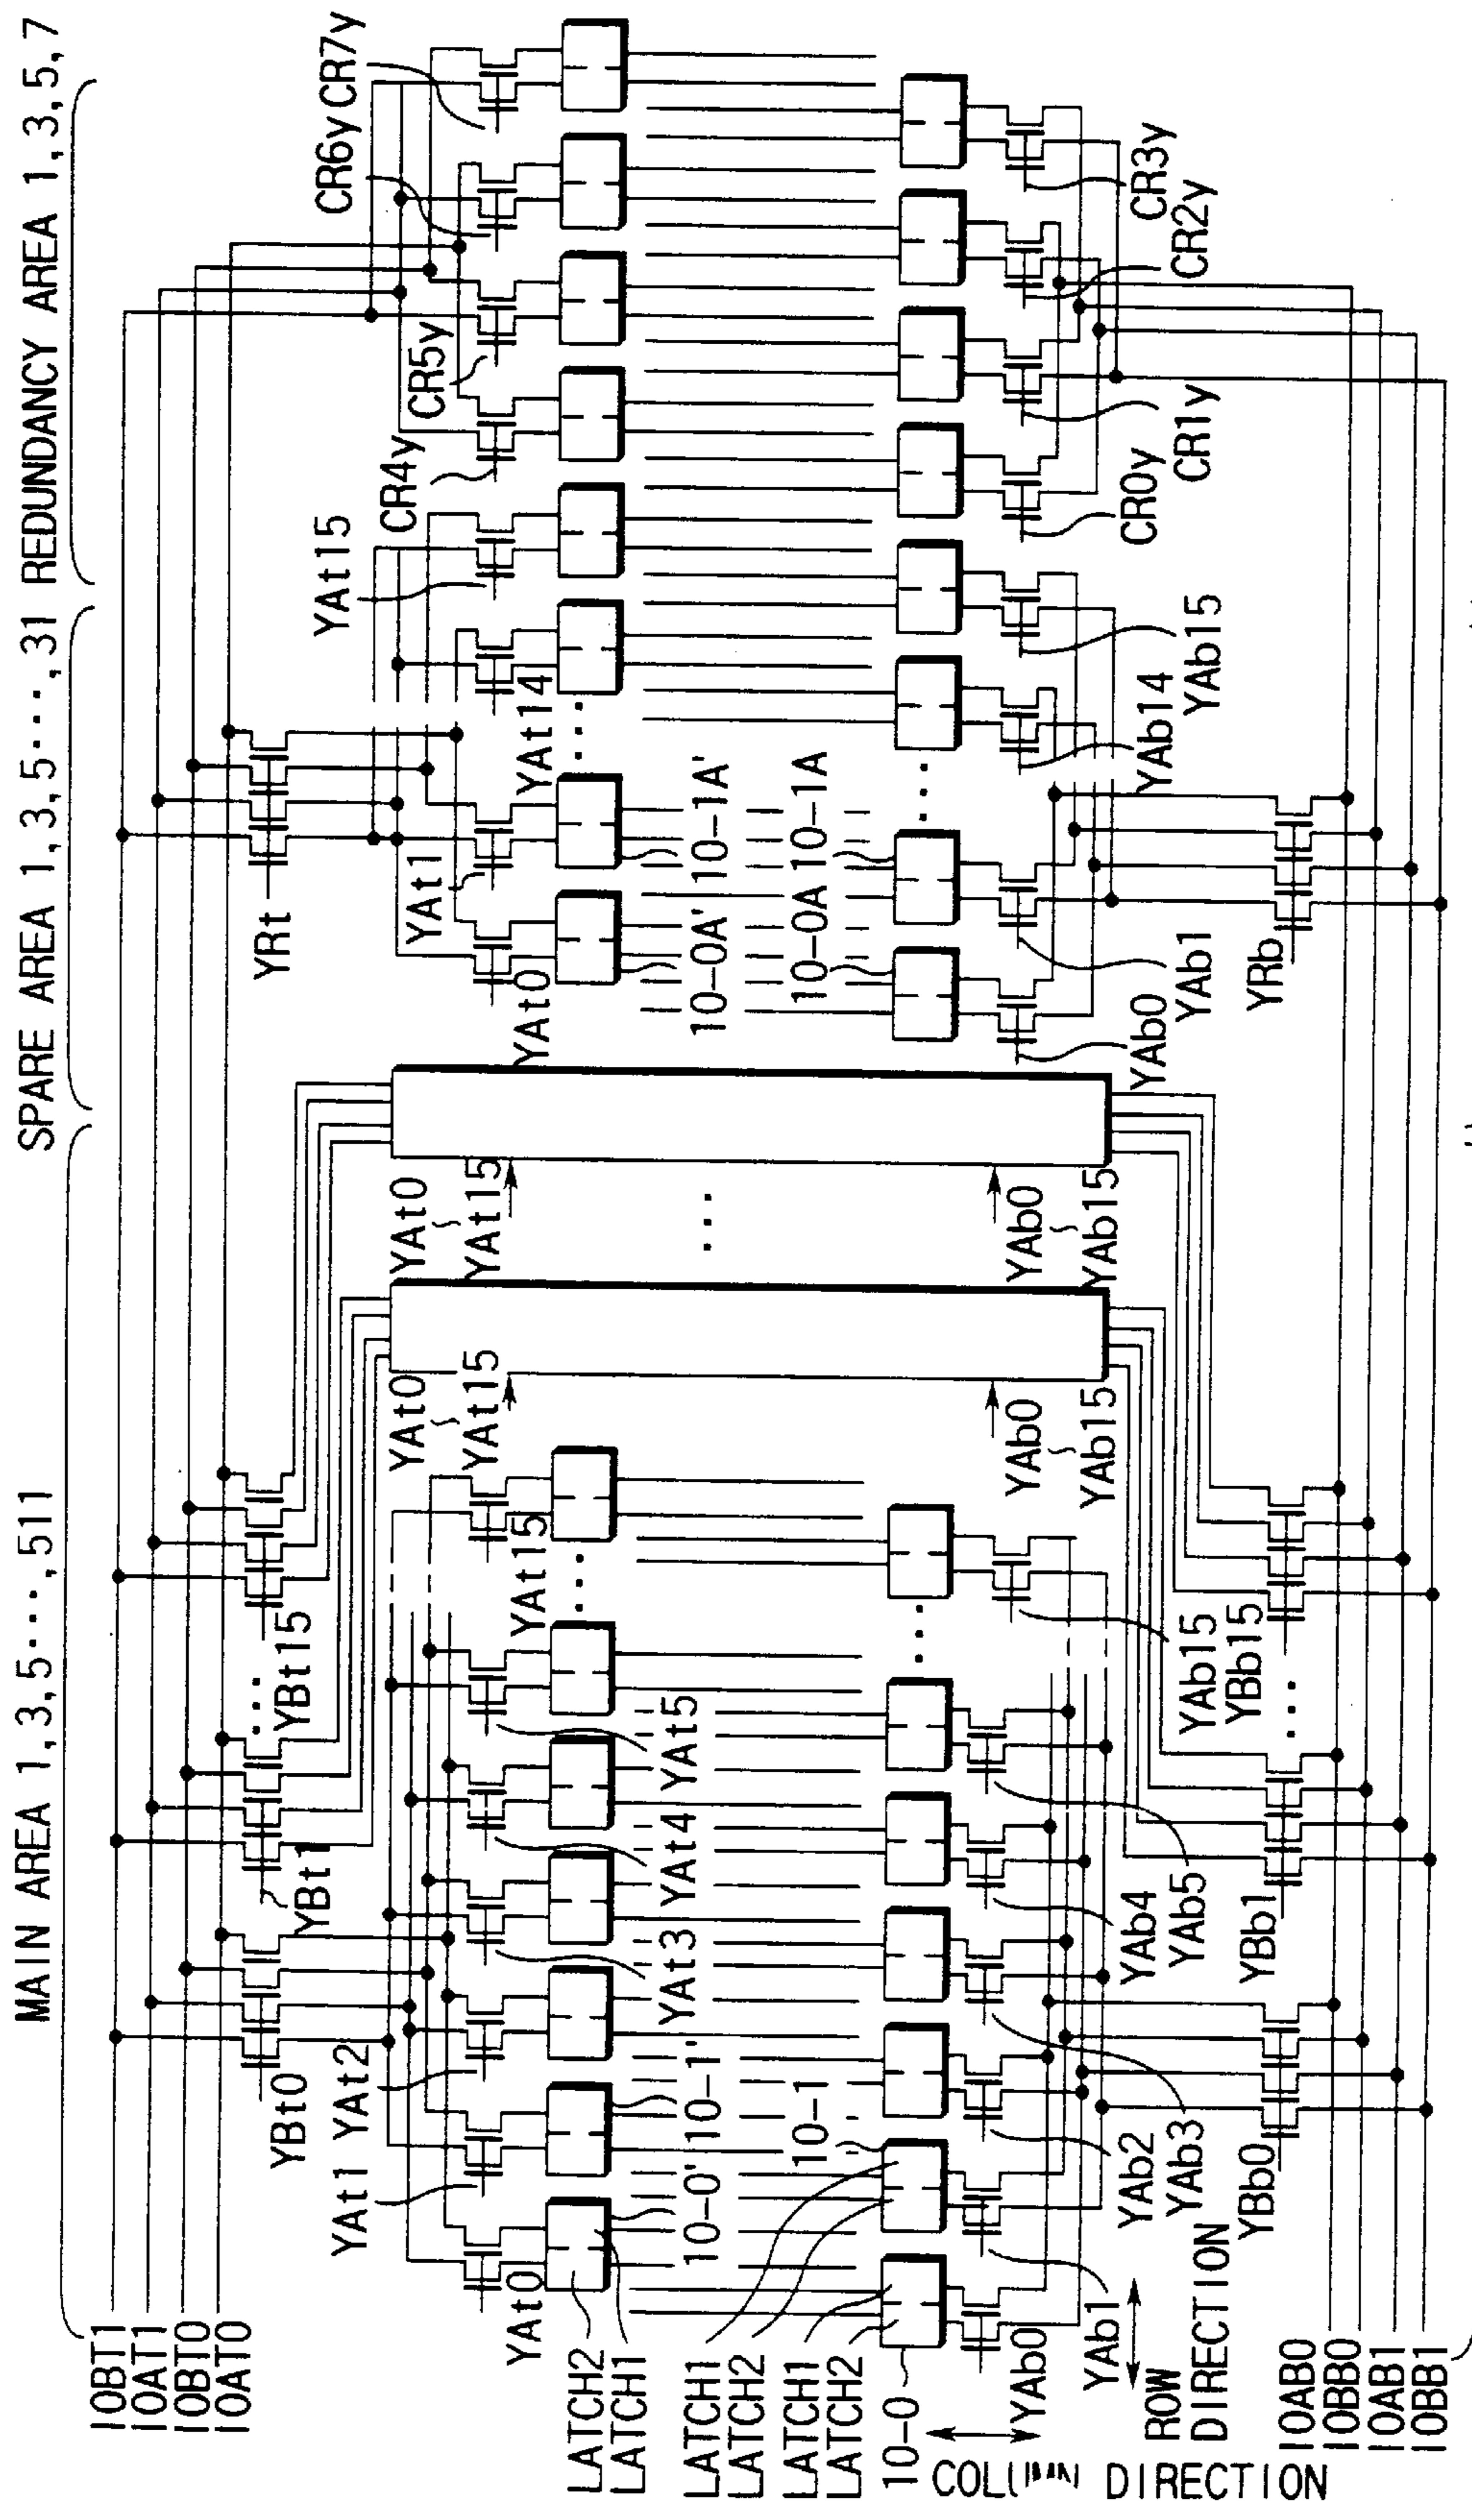 MAIN AREA 1,3,5···,511
SPARE AREA 1,3,5···,31
REDUNDANCY AREA 1,3,5,7
IOBT1
IOAT1
IOBT0
IOAT0
YBt0
YBt1
YBt15
YRt
CR4y
CR5y
CR6y
CR7y
YAt15
YAt1
YAt2
YAt0
YAt15
YAt0
YAt15
YAt0
YAt15
YAt0
YAt1
YAt14
LATCH2
LATCH1
10-0'
10-1'
YAt3
YAt4
YAt5
10-0A'
10-1A'
LATCH1
LATCH2
LATCH1
LATCH2
10-1
10-0A
10-1A
10-0
COLUMN DIRECTION
ROW
DIRECTION
YAb0
YAb1
YAb2
YAb3
YAb4
YAb5
YAb15
YAb0
YAb15
YAb0
YAb15
YAb0
YAb1
YAb14
YAb15
CR0y
CR1y
CR2y
CR3y
YBb0
YBb1
YBb15
YRb
IOAB0
IOBB0
IOAB1
IOBB1